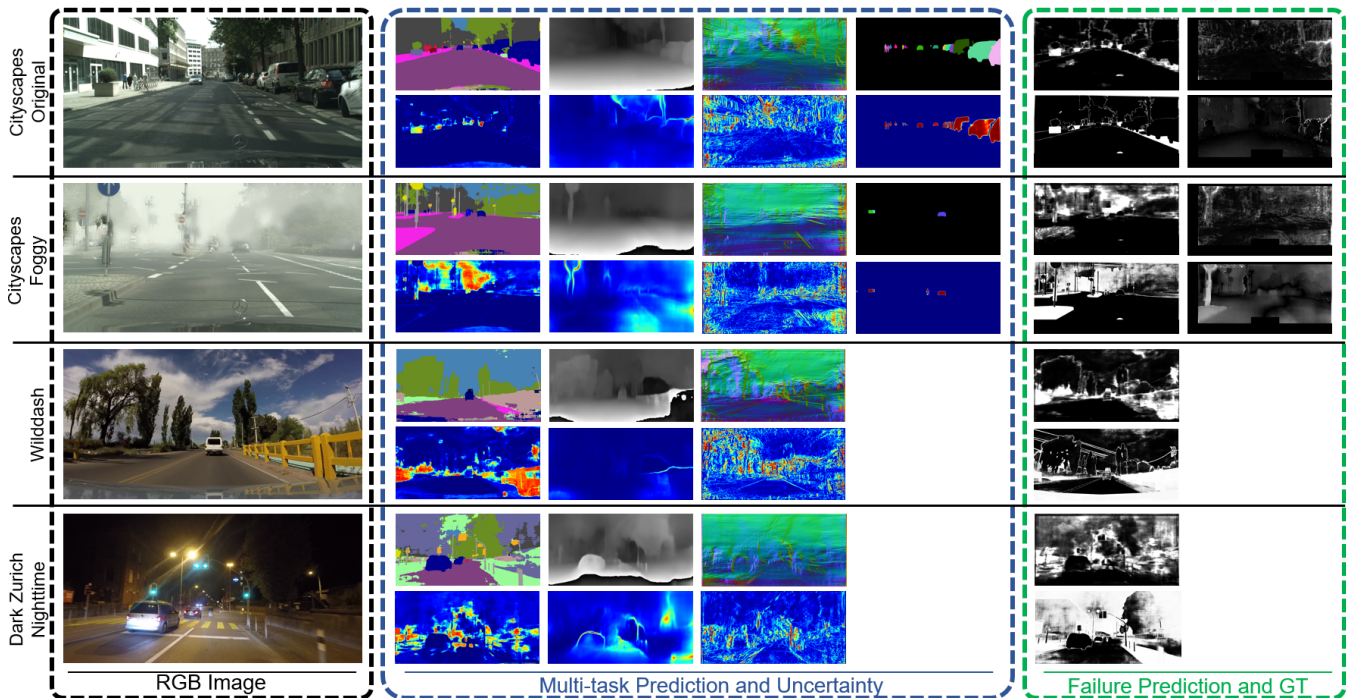 Cityscapes
Original
Cityscapes
Foggy
Wilddash
Dark Zurich
Nighttime
RGB Image
Multi-task Prediction and Uncertainty
Failure Prediction and GT